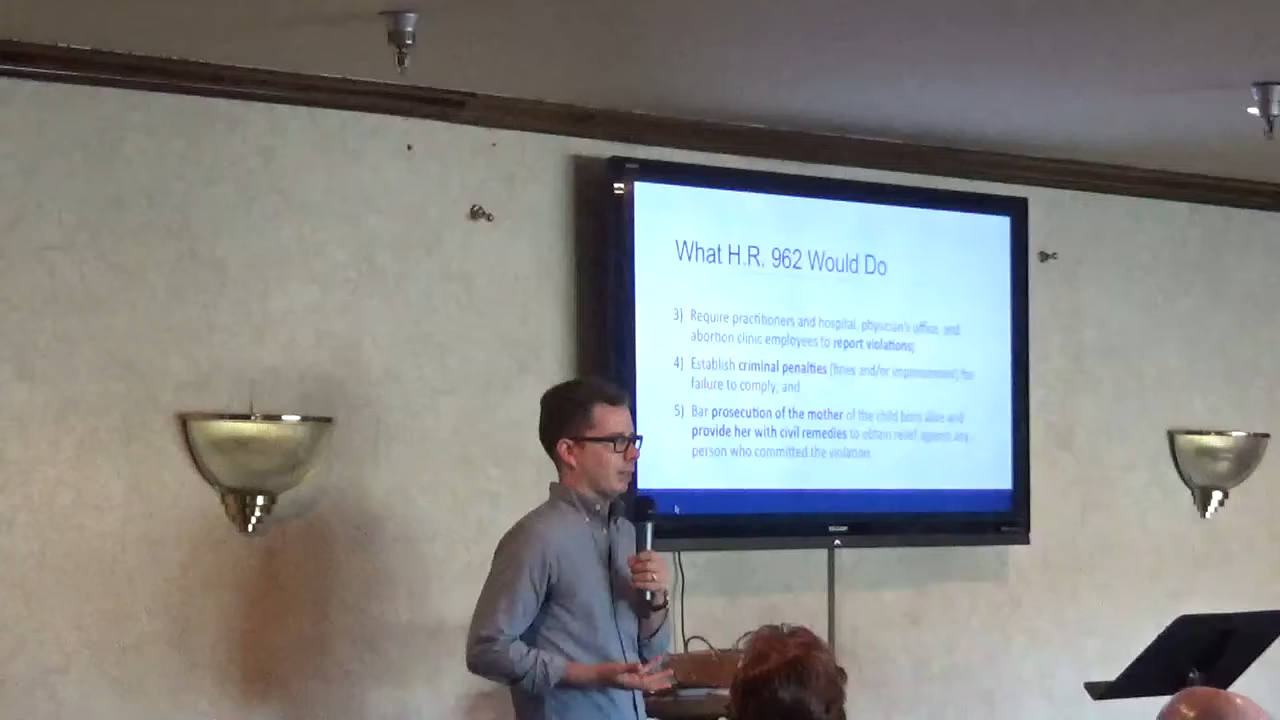 What H.R. 962 Would Do
3) Require practitioners and hospital, physician's office, and
abortion clinic employees to report violations;
4) Establish criminal penalties (fines and/or imprisonment) for
failure to comply; and
5) Bar prosecution of the mother of the child born alive and
provide her with civil remedies to obtain relief against any
person who committed the violation.